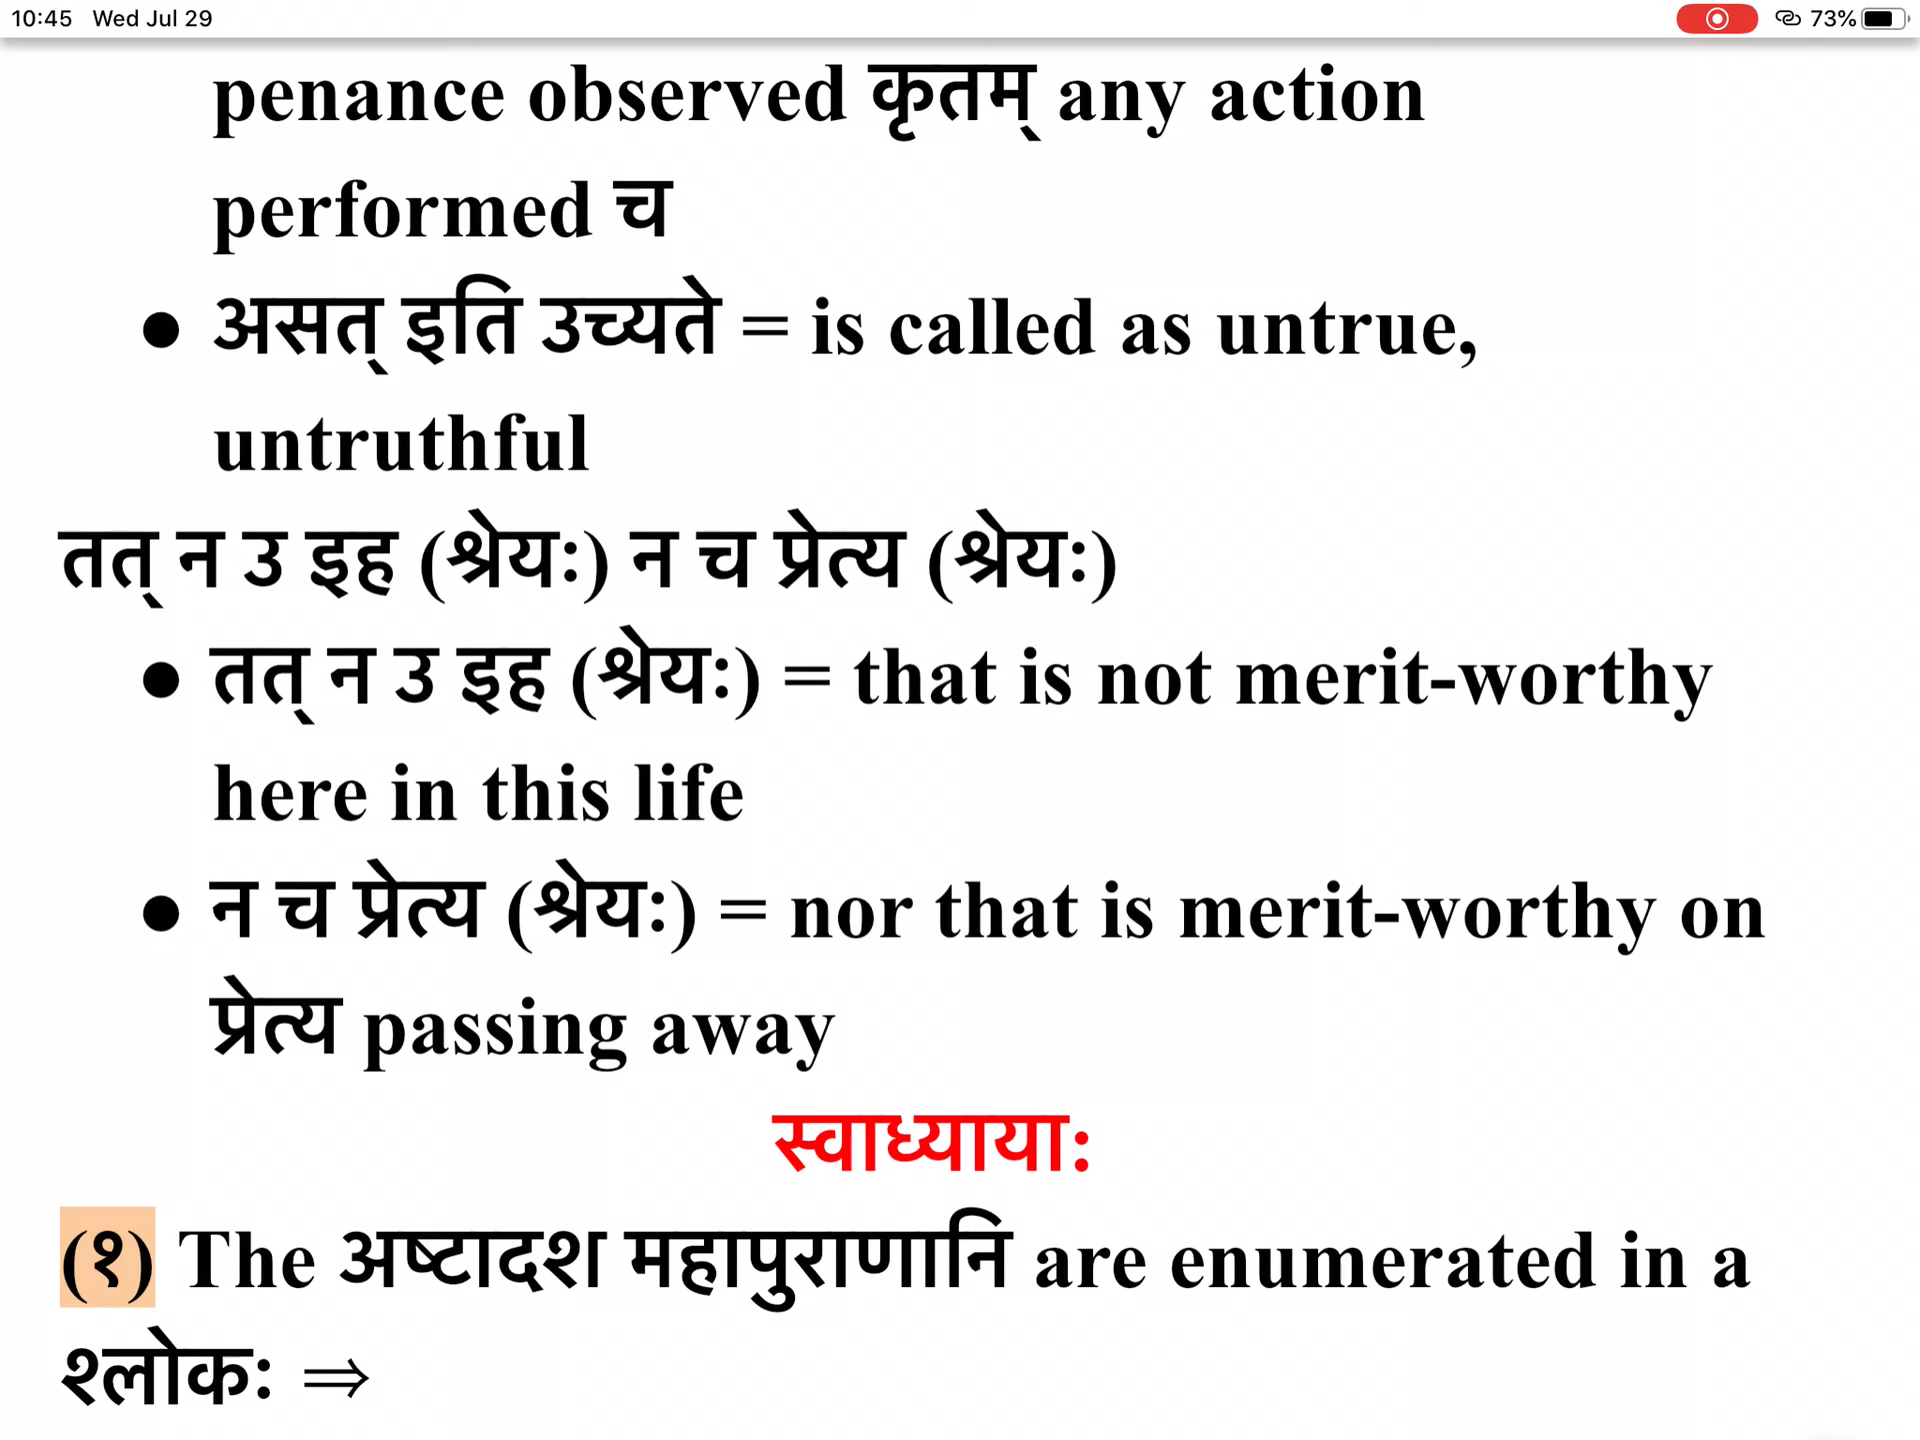 10:45 Wed Jul 29 73%
penance observed कृतम् any action
performed च
● असत् इति उच्यते = is called as untrue,
untruthful
तत् न उ इह (श्रेयः) न च प्रेत्य (श्रेयः)
● तत् न उ इह (श्रेयः) = that is not merit-worthy
here in this life
● न च प्रेत्य (श्रेयः) = nor that is merit-worthy on
प्रेत्य passing away
स्वाध्यायाः
(१) The अष्टादश महापुराणानि are enumerated in a
श्लोकः ⇒